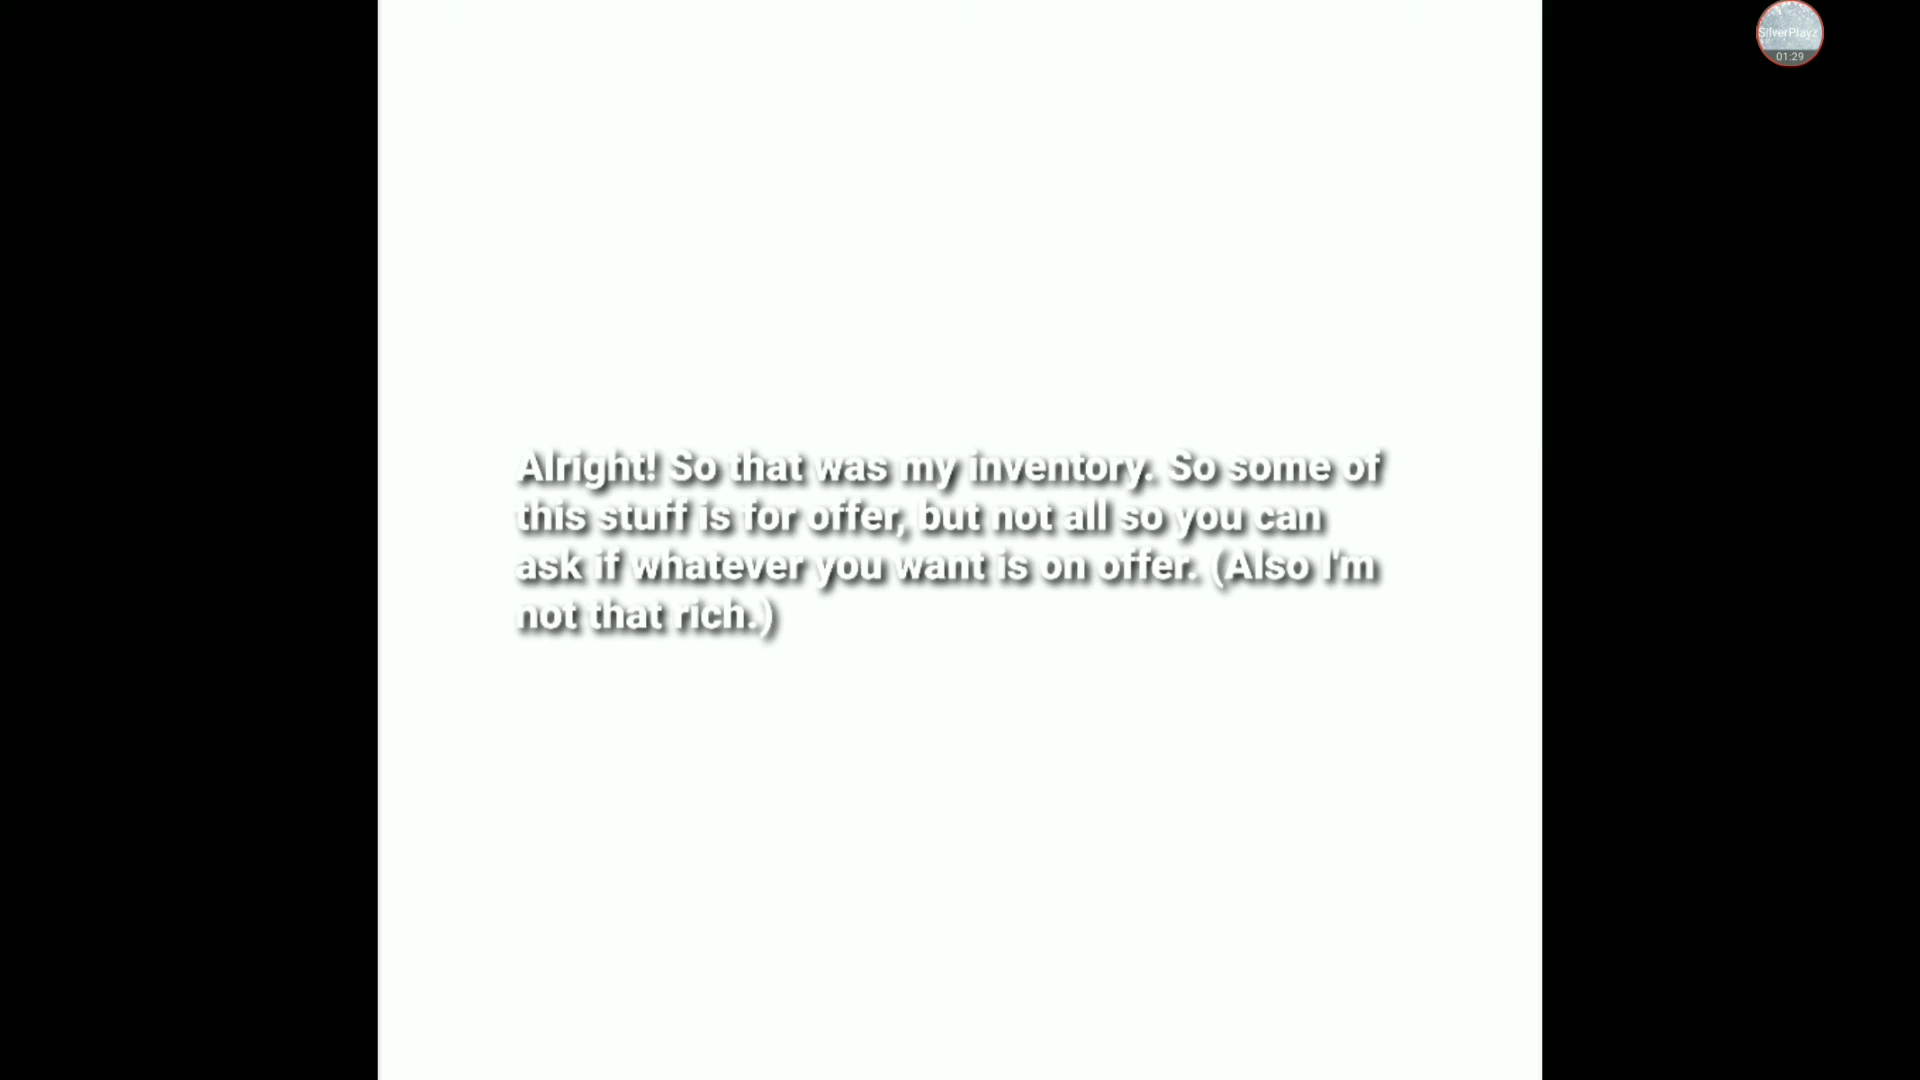 SilverPlayz
01:29
Alright! So that was my inventory. So some of
this stuff is for offer, but not all so you can
ask if whatever you want is on offer. (Also I'm
not that rich.)